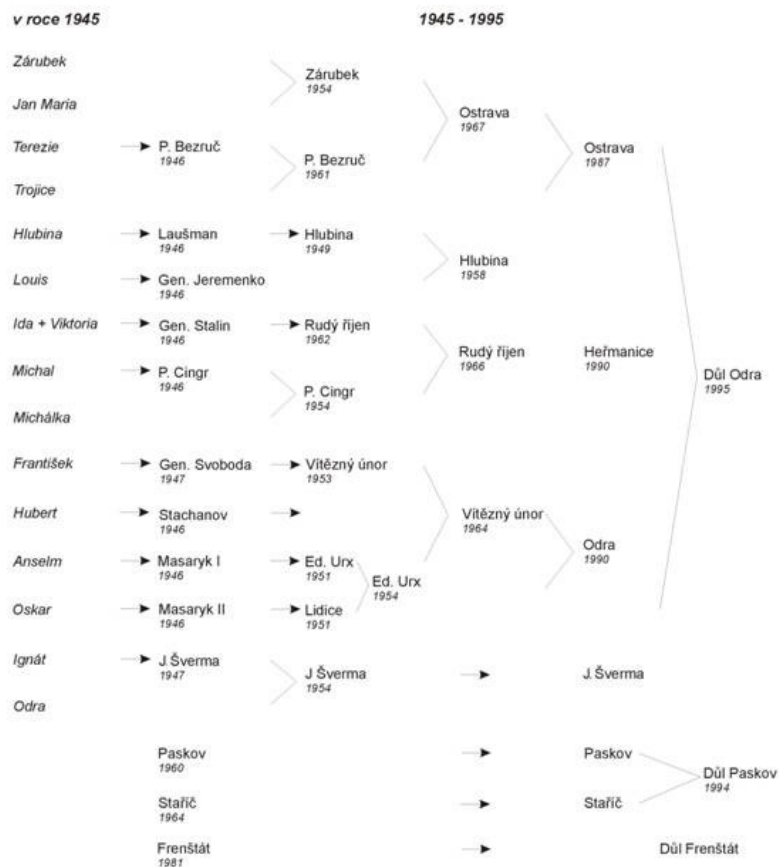 v roce 1945
1945 - 1995
Zárubek
Zárubek
1954
Jan Maria
Ostrava
1967
Terezie
P. Bezruč
1946
P. Bezruč
1961
Ostrava
1987
Trojice
Hlubina
Laušman
1946
Hlubina
1949
Hlubina
1958
Louis
Gen. Jeremenko
1946
Ida + Viktoria
Gen. Stalin
1946
Rudý říjen
1962
Rudý říjen
1966
Heřmanice
1990
Důl Odra
1995
Michal
P. Cingr
1946
P. Cingr
1954
Michálka
František
Gen. Svoboda
1947
Vítězný únor
1953
Hubert
Stachanov
1946
Vítězný únor
1964
Odra
1990
Anselm
Masaryk I
1946
Ed. Urx
1951
Ed. Urx
1954
Oskar
Masaryk II
1946
Lidice
1951
Ignát
J. Šverma
1947
J Šverma
1954
J. Šverma
Odra
Paskov
1960
Paskov
Důl Paskov
1994
Staříč
1964
Staříč
Frenštát
1981
Důl Frenštát